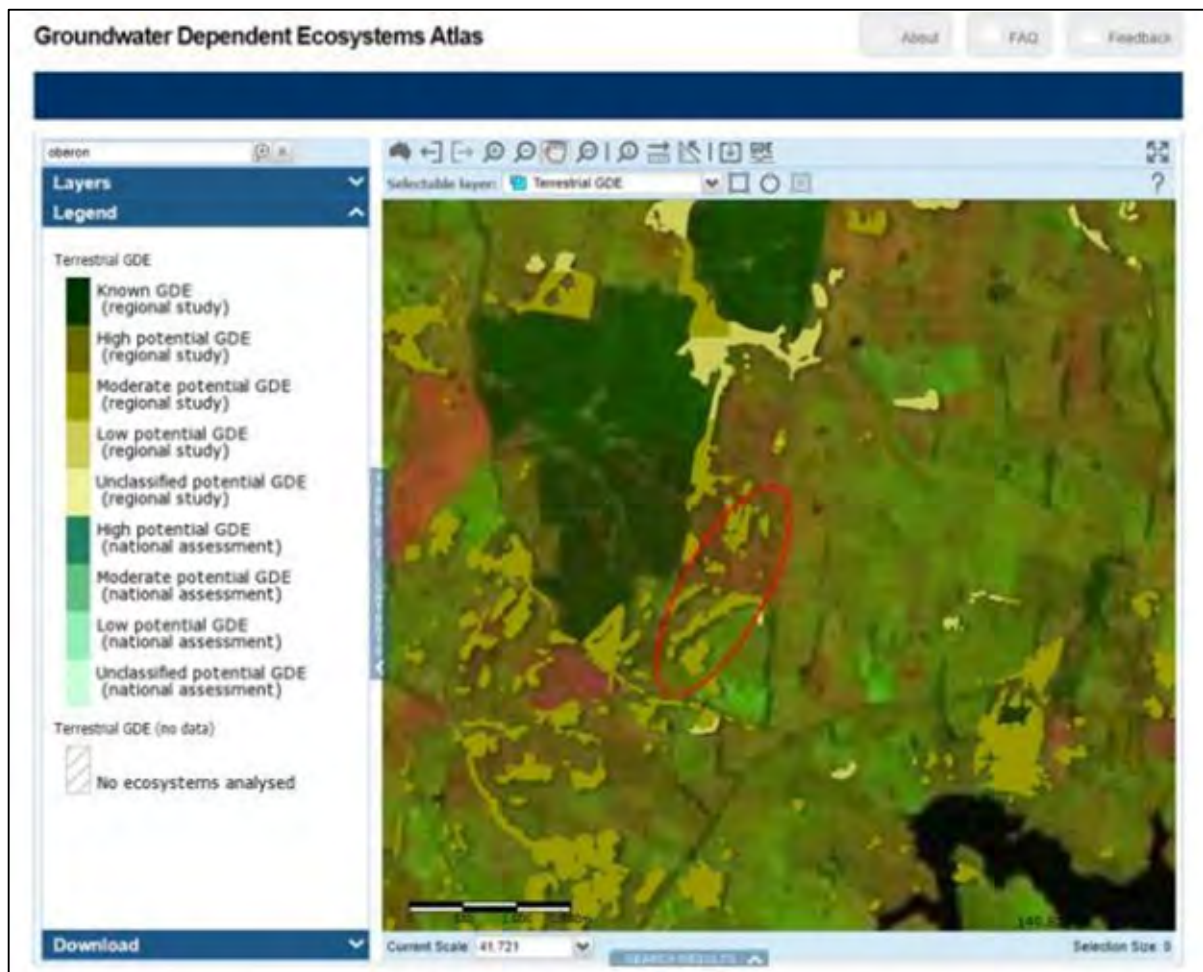 Groundwater Dependent Ecosystems Atlas
About
FAQ
Feedback
oberon
Layers
Legend
Selectable layer:
Terrestrial GDE
?
Terrestrial GDE
Known GDE
(regional study)
High potential GDE
(regional study)
Moderate potential GDE
(regional study)
Low potential GDE
(regional study)
Unclassified potential GDE
(regional study)
High potential GDE
(national assessment)
Moderate potential GDE
(national assessment)
Low potential GDE
(national assessment)
Unclassified potential GDE
(national assessment)
Terrestrial GDE (no data)
No ecosystems analysed
Download
Current Scale
41,721
SEARCH RESULTS
Selection Size: 0